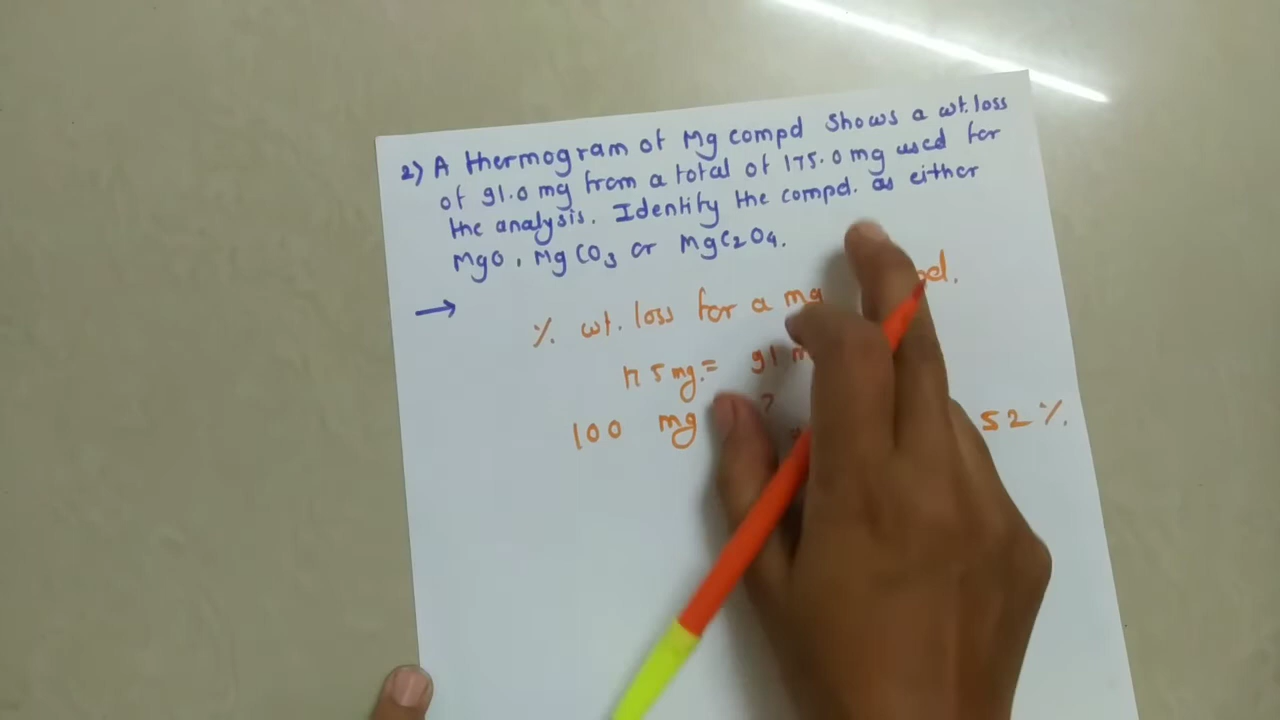 2) A thermogram of Mg compd shows a wt. loss
of 91.0 mg from a total of 175.0 mg used for
the analysis. Identify the compd. as either
MgO, MgCO3 or MgC2O4.
→ % wt. loss for a mg
175 mg = 91
100 mg ? 52 %.